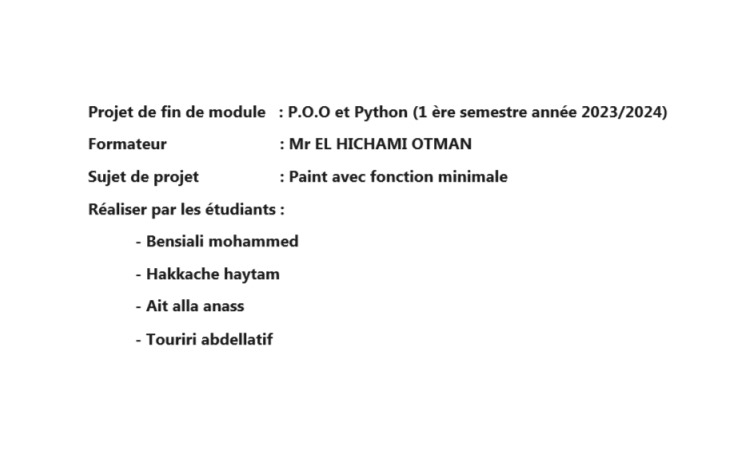 Projet de fin de module : P.O.O et Python (1 ère semestre année 2023/2024)
Formateur : Mr EL HICHAMI OTMAN
Sujet de projet : Paint avec fonction minimale
Réaliser par les étudiants :
- Bensiali mohammed
- Hakkache haytam
- Ait alla anass
- Touriri abdellatif